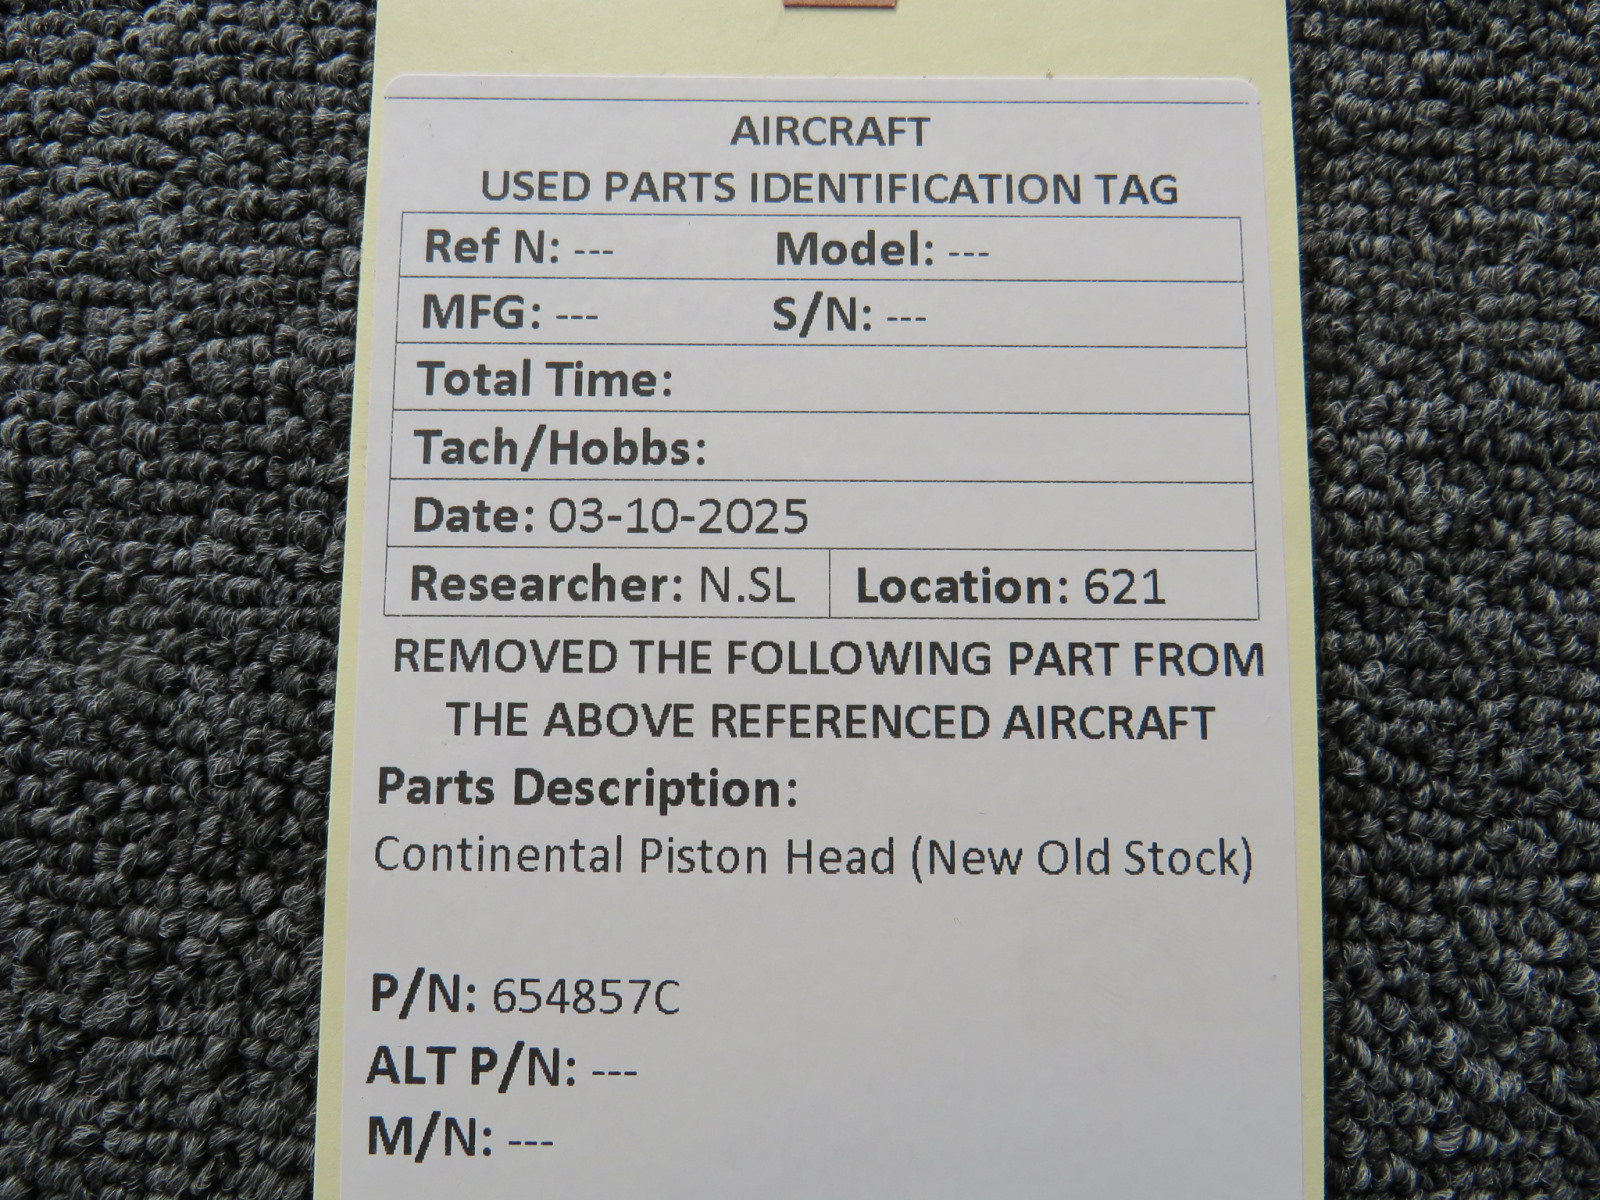 AIRCRAFT
USED PARTS IDENTIFICATION TAG
Ref N: --- Model: ---
MFG: --- S/N: ---
Total Time:
Tach/Hobbs:
Date: 03-10-2025
Researcher: N.SL Location: 621
REMOVED THE FOLLOWING PART FROM
THE ABOVE REFERENCED AIRCRAFT
Parts Description:
Continental Piston Head (New Old Stock)
P/N: 654857C
ALT P/N: ---
M/N: ---